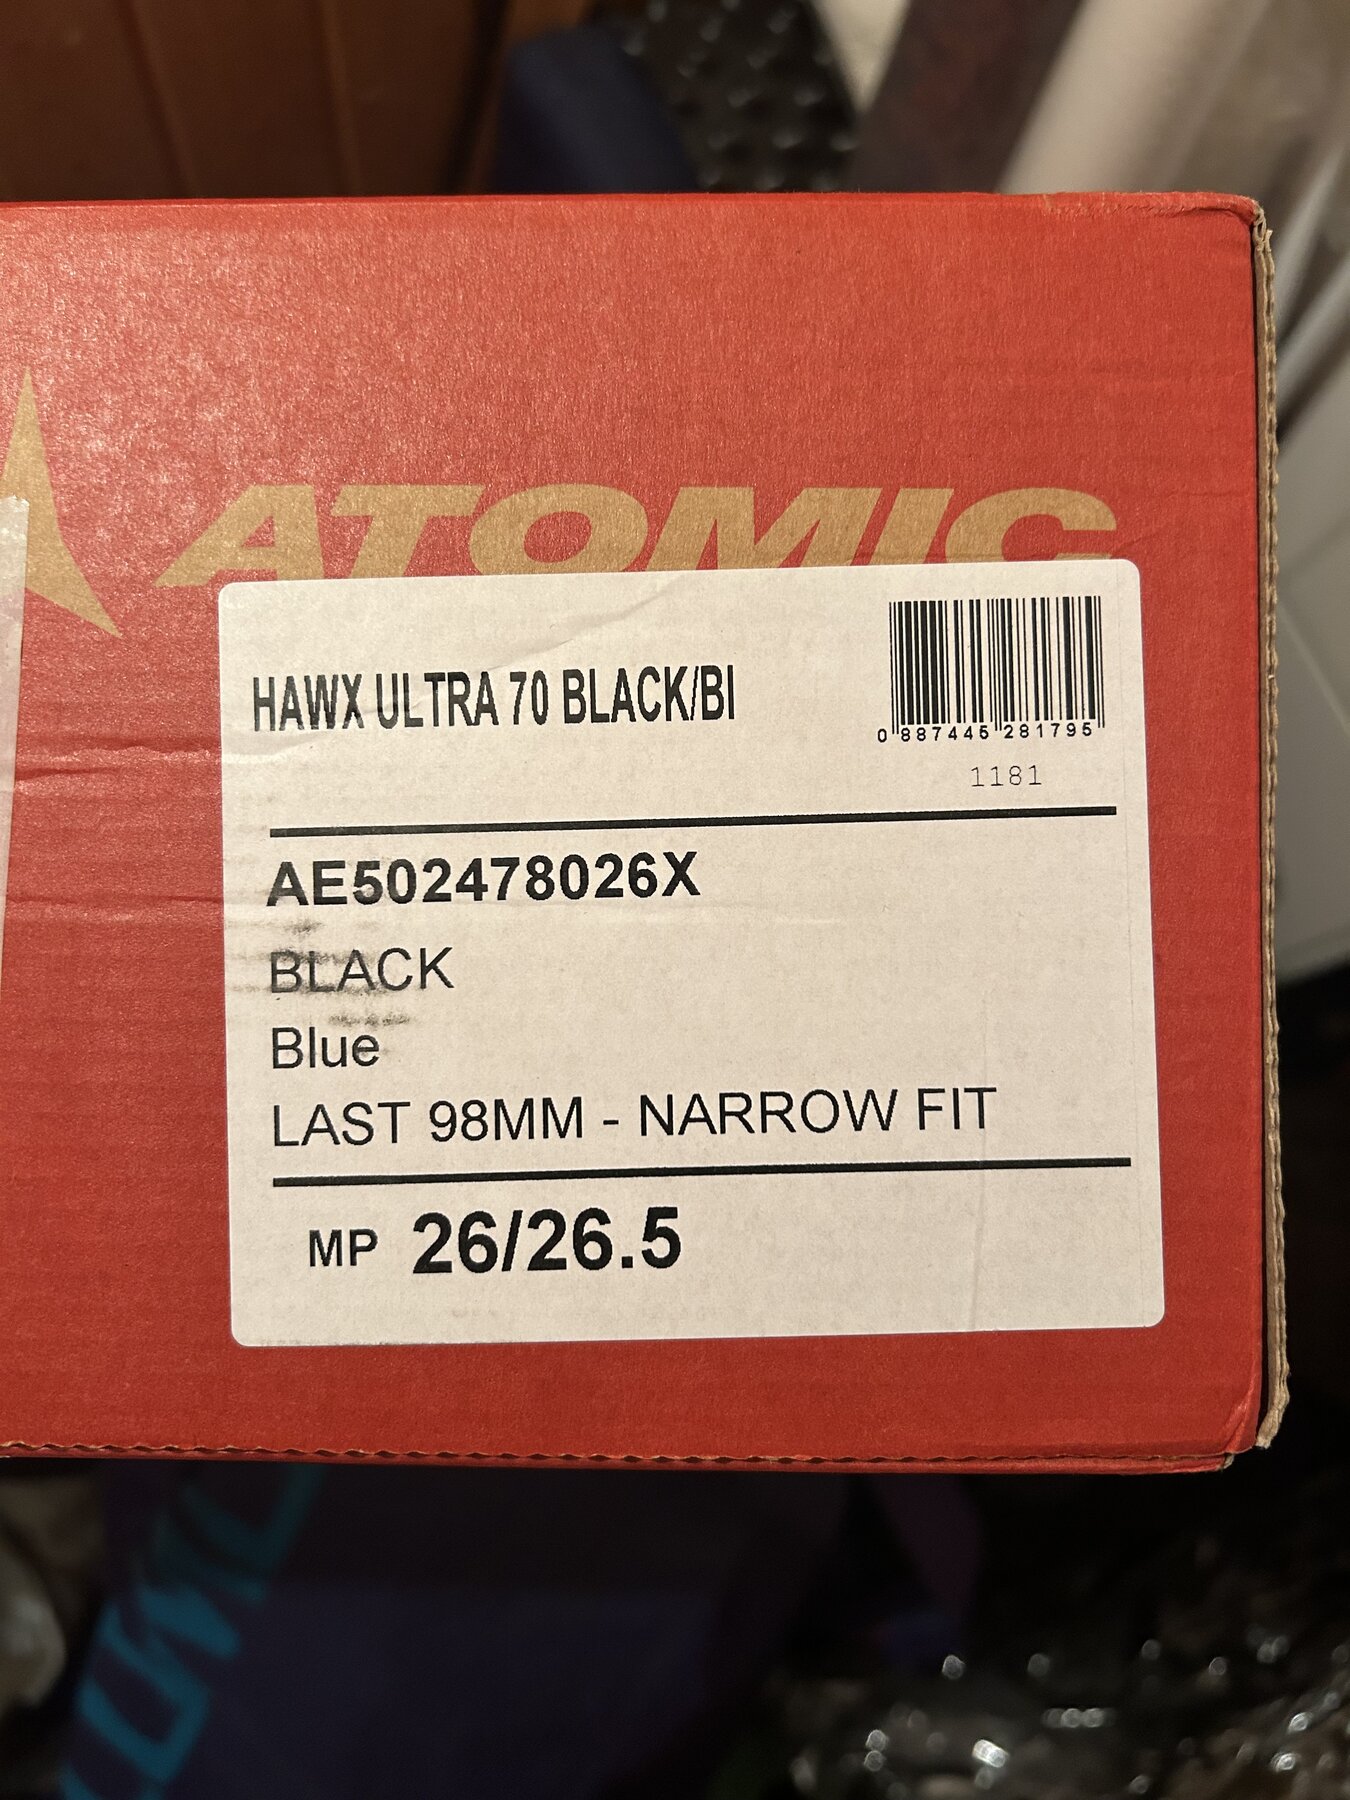 ATOMIC
HAWX ULTRA 70 BLACK/BI
0 887445 281795
1181
AE502478026X
BLACK
Blue
LAST 98MM - NARROW FIT
MP 26/26.5